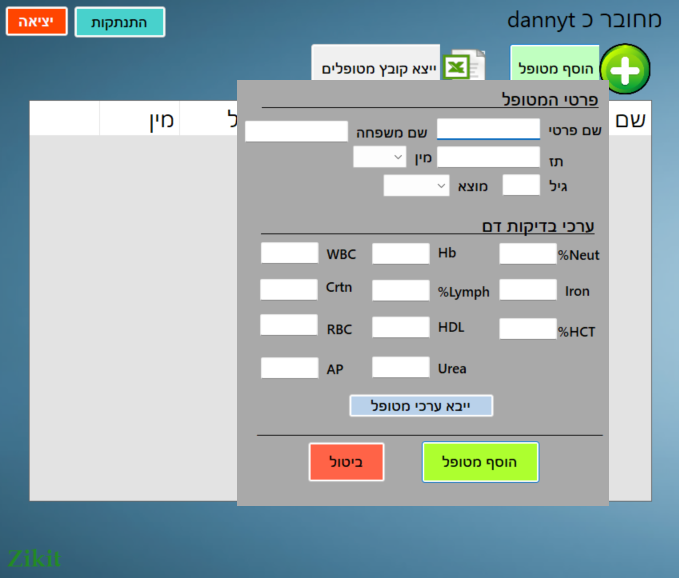 מחובר כ dannyt
התנתקות
יציאה
הוסף מטופל
ייצא קובץ מטופלים
שם
מין
פרטי המטופל
שם פרטי
שם משפחה
תז
מין
גיל
מוצא
ערכי בדיקות דם
%Neut
Hb
WBC
Iron
%Lymph
Crtn
%HCT
HDL
RBC
Urea
AP
ייבא ערכי מטופל
הוסף מטופל
ביטול
Zikit